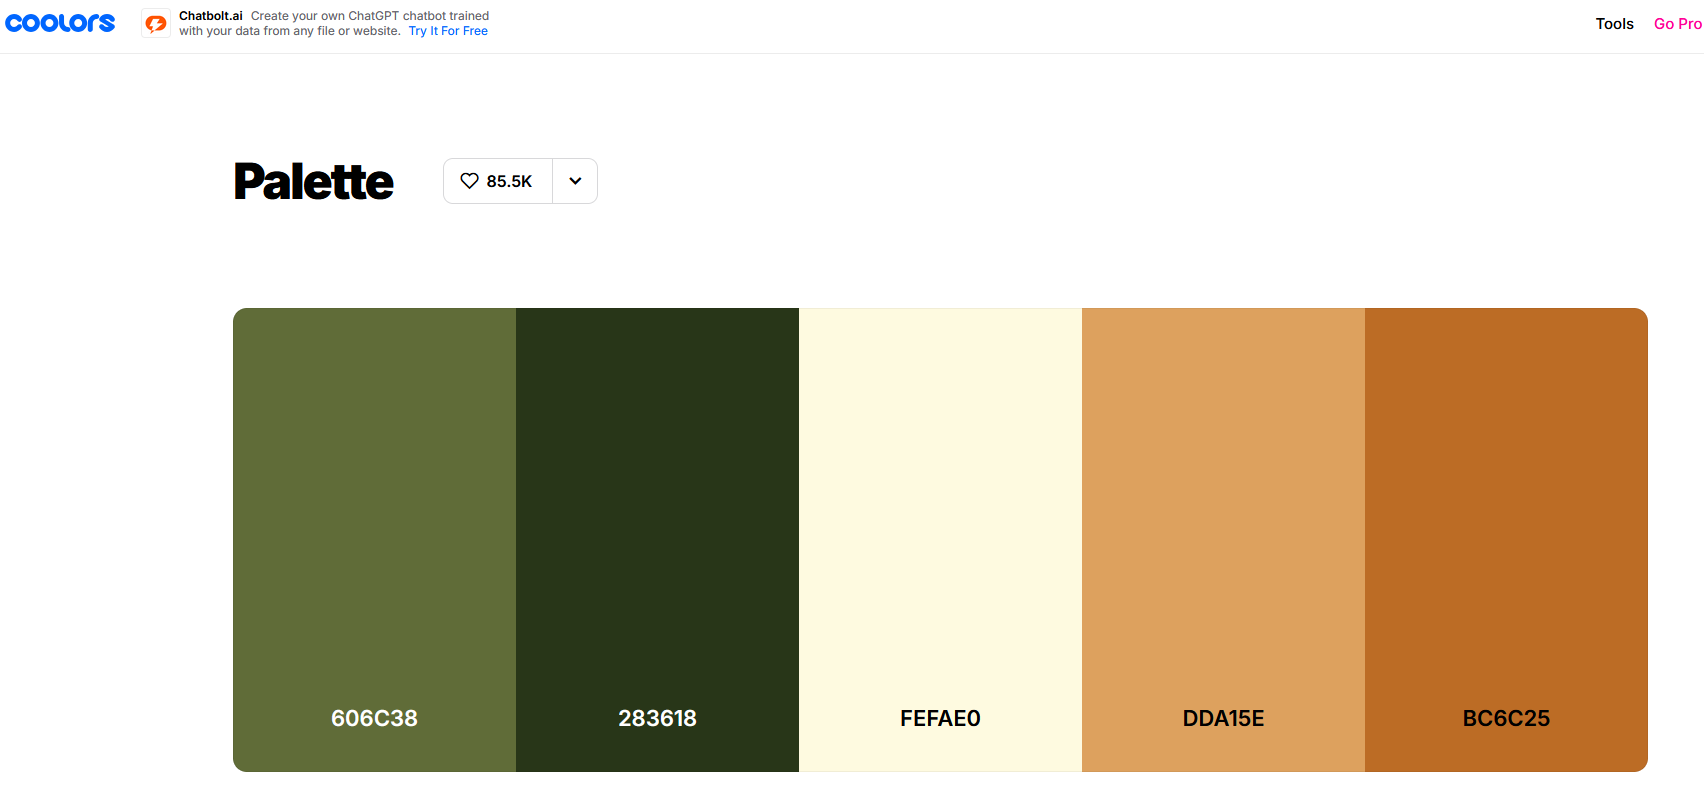 coolors
Chatbolt.ai Create your own ChatGPT chatbot trained
with your data from any file or website. Try It For Free
Tools Go Pro
Palette 85.5K
606C38 283618 FEFAE0 DDA15E BC6C25